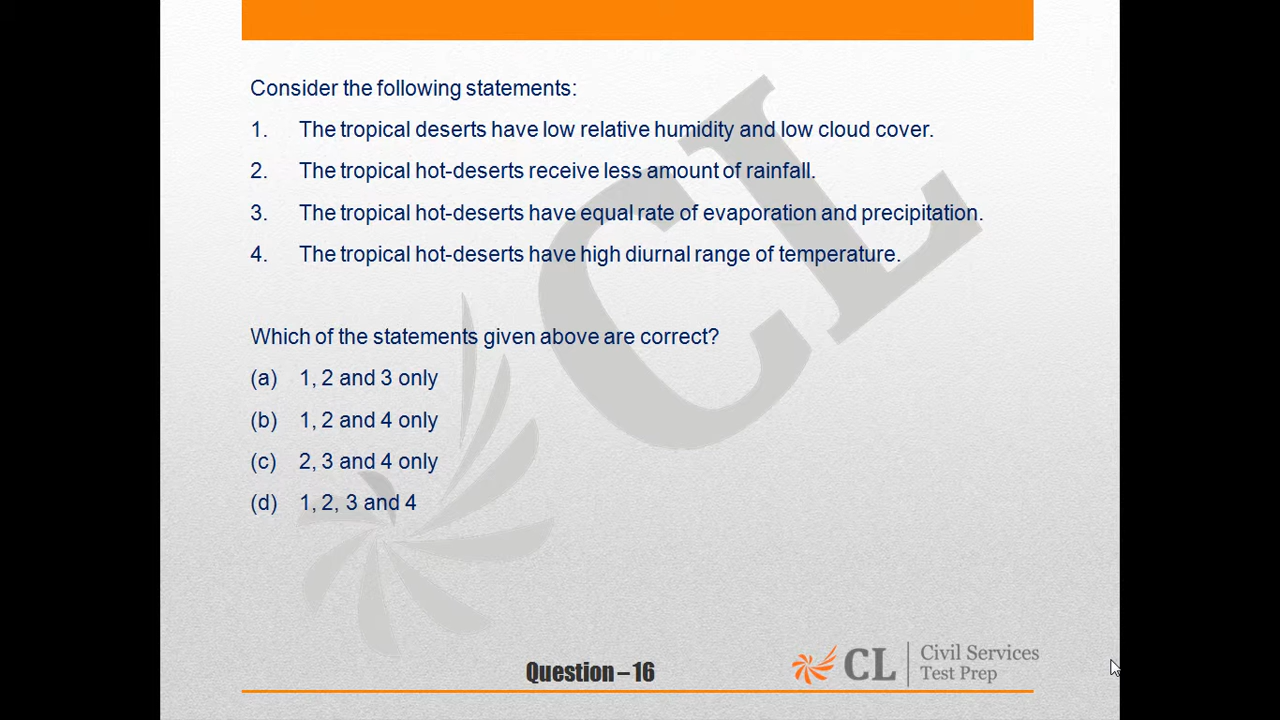 Consider the following statements:
1. The tropical deserts have low relative humidity and low cloud cover.
2. The tropical hot-deserts receive less amount of rainfall.
3. The tropical hot-deserts have equal rate of evaporation and precipitation.
4. The tropical hot-deserts have high diurnal range of temperature.
Which of the statements given above are correct?
(a) 1, 2 and 3 only
(b) 1, 2 and 4 only
(c) 2, 3 and 4 only
(d) 1, 2, 3 and 4
CL
Question – 16
CL
Civil Services
Test Prep